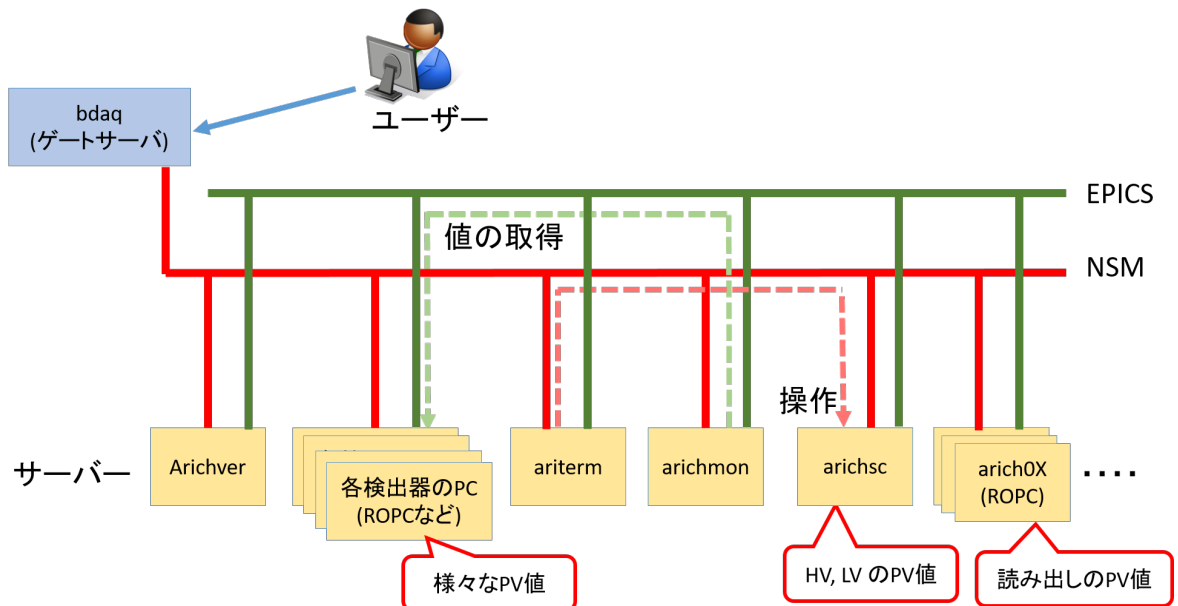 ユーザー
bdaq
(ゲートサーバ)
EPICS
値の取得
NSM
操作
サーバー
Arichver
各検出器のPC
(ROPCなど)
ariterm
arichmon
arichsc
arich0X
(ROPC)
....
様々なPV値
HV, LV のPV値
読み出しのPV値